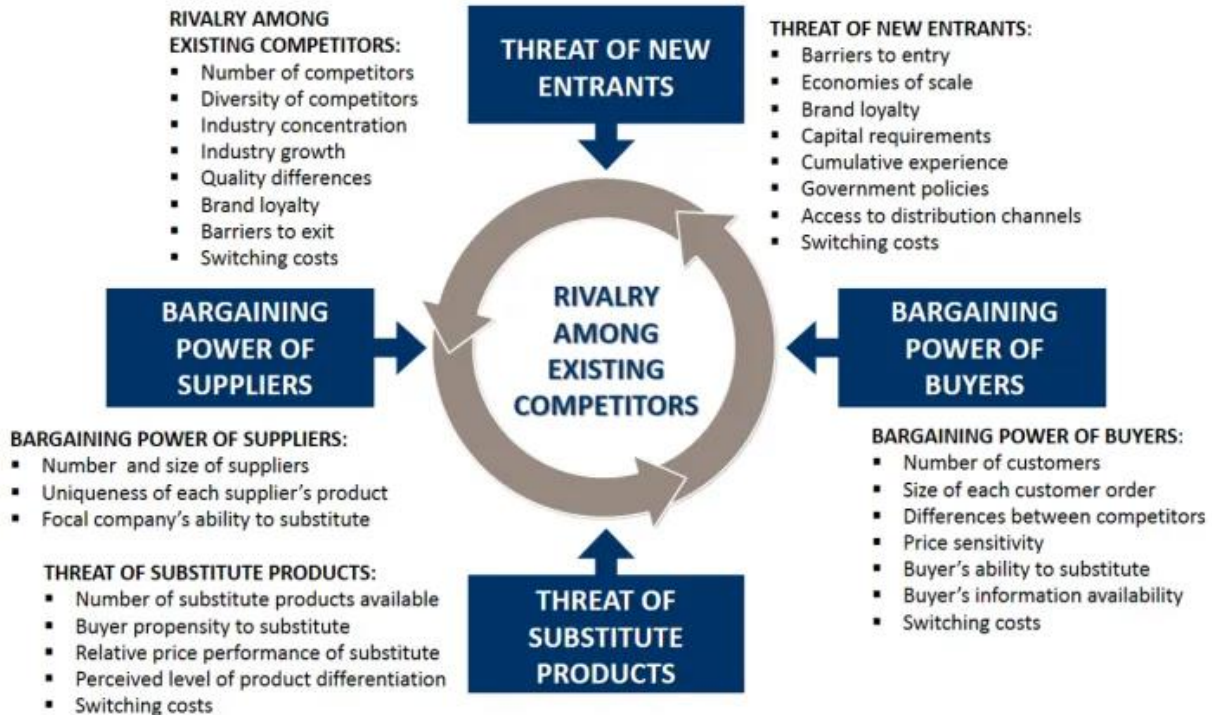 RIVALRY AMONG
EXISTING COMPETITORS:
▪ Number of competitors
▪ Diversity of competitors
▪ Industry concentration
▪ Industry growth
▪ Quality differences
▪ Brand loyalty
▪ Barriers to exit
▪ Switching costs
THREAT OF NEW
ENTRANTS
THREAT OF NEW ENTRANTS:
▪ Barriers to entry
▪ Economies of scale
▪ Brand loyalty
▪ Capital requirements
▪ Cumulative experience
▪ Government policies
▪ Access to distribution channels
▪ Switching costs
BARGAINING
POWER OF
SUPPLIERS
RIVALRY
AMONG
EXISTING
COMPETITORS
BARGAINING
POWER OF
BUYERS
BARGAINING POWER OF SUPPLIERS:
▪ Number and size of suppliers
▪ Uniqueness of each supplier's product
▪ Focal company's ability to substitute
BARGAINING POWER OF BUYERS:
▪ Number of customers
▪ Size of each customer order
▪ Differences between competitors
▪ Price sensitivity
▪ Buyer's ability to substitute
▪ Buyer's information availability
▪ Switching costs
THREAT OF SUBSTITUTE PRODUCTS:
▪ Number of substitute products available
▪ Buyer propensity to substitute
▪ Relative price performance of substitute
▪ Perceived level of product differentiation
▪ Switching costs
THREAT OF
SUBSTITUTE
PRODUCTS